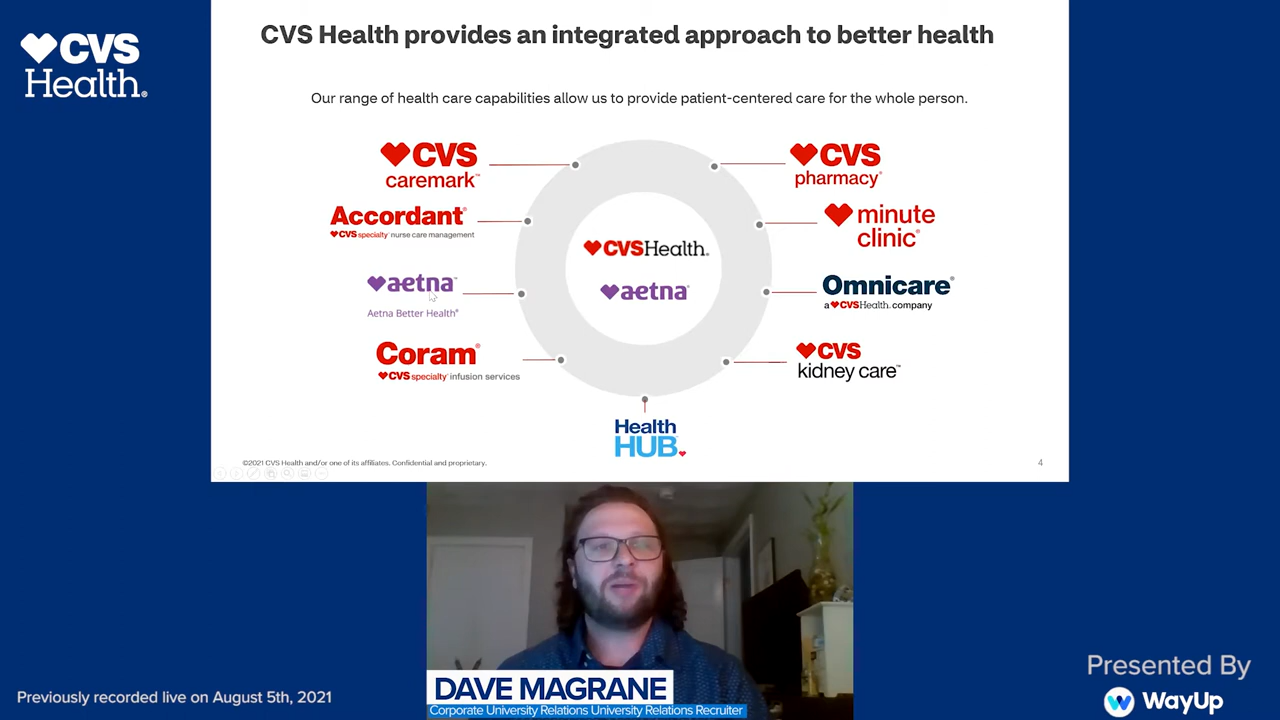 CVS
Health.
CVS Health provides an integrated approach to better health
Our range of health care capabilities allow us to provide patient-centered care for the whole person.
CVS
caremark™
Accordant®
CVS specialty® nurse care management
aetna™
Aetna Better Health®
Coram®
CVS specialty® infusion services
CVSHealth.
aetna®
CVS
pharmacy®
minute
clinic®
Omnicare®
a CVSHealth. company
CVS
kidney care™
Health
HUB
©2021 CVS Health and/or one of its affiliates. Confidential and proprietary.
4
DAVE MAGRANE
Corporate University Relations University Relations Recruiter
Previously recorded live on August 5th, 2021
Presented By
WayUp